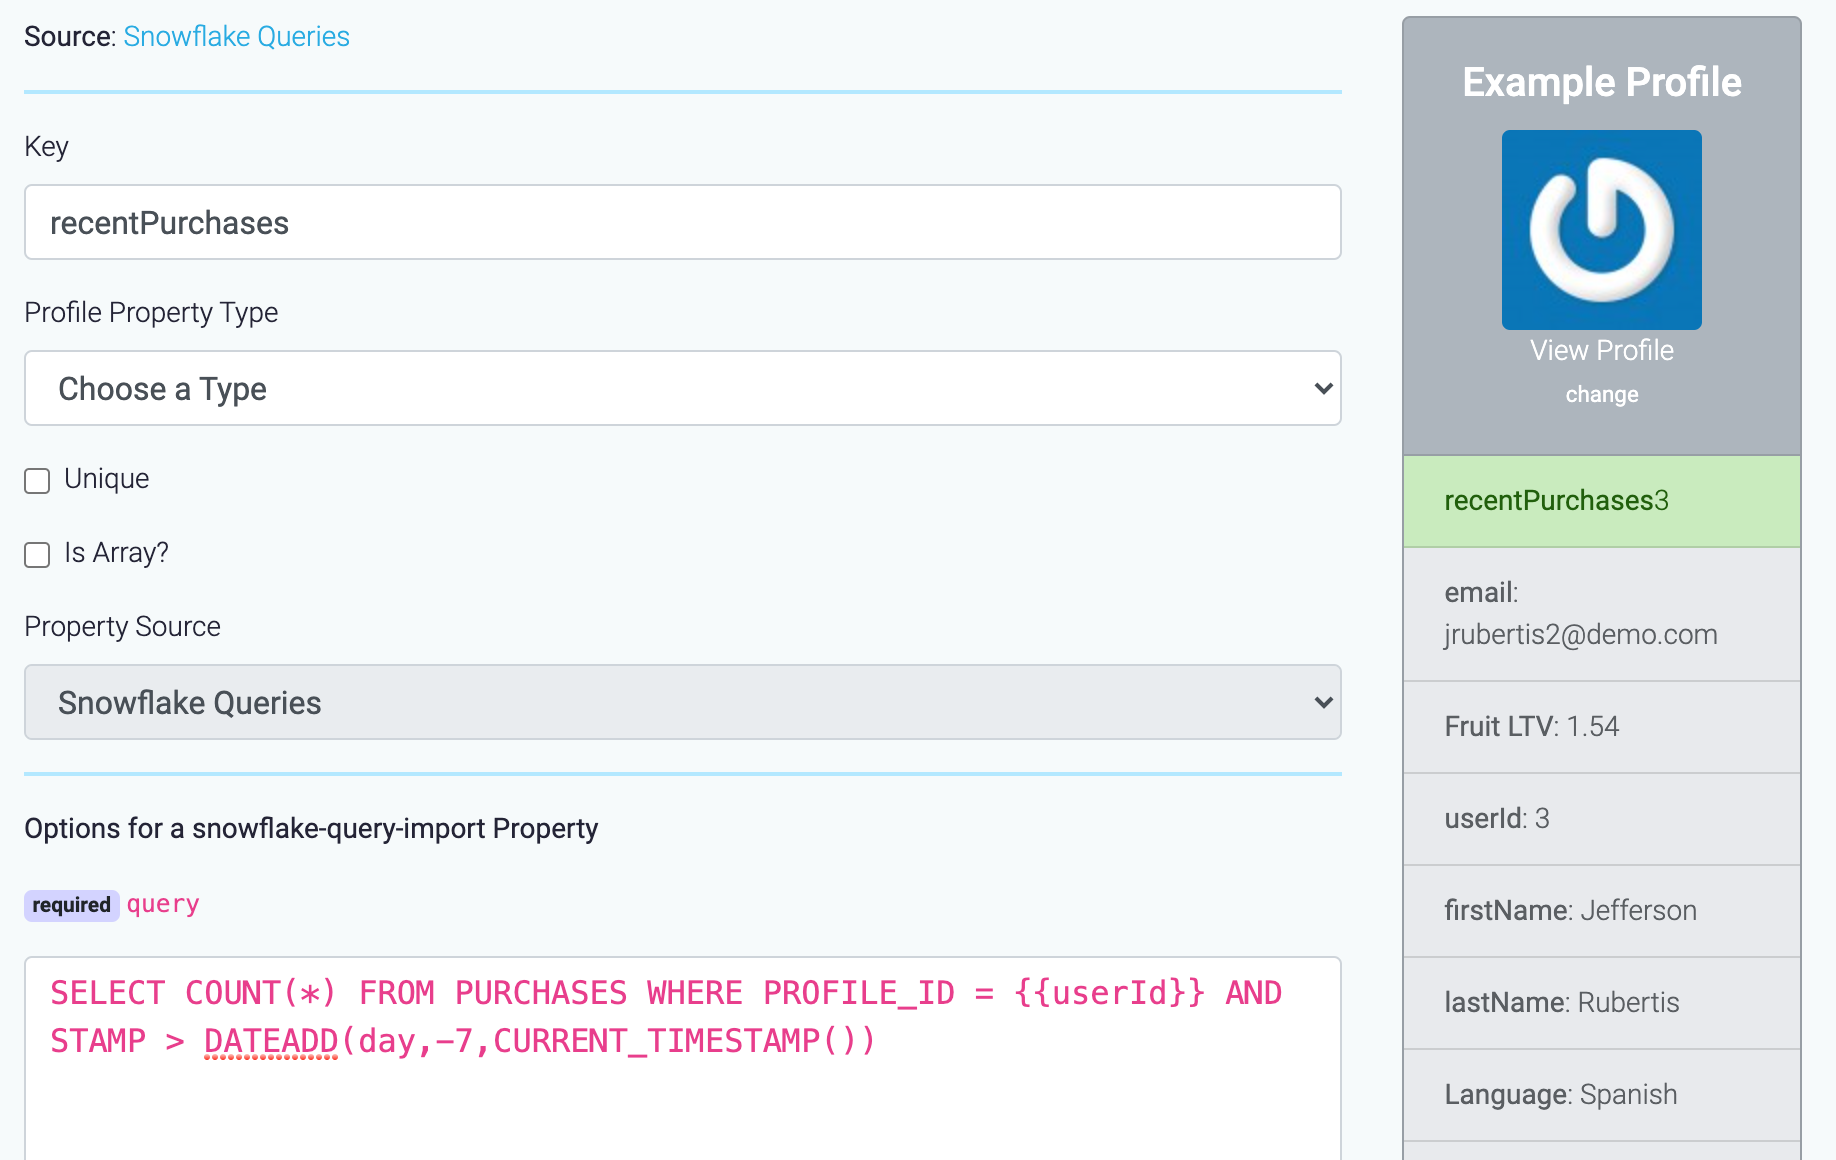 Source: Snowflake Queries
Key
recentPurchases
Profile Property Type
Choose a Type
Unique
Is Array?
Property Source
Snowflake Queries
Options for a snowflake-query-import Property
required query
SELECT COUNT(*) FROM PURCHASES WHERE PROFILE_ID = {{userId}} AND
STAMP > DATEADD(day,-7,CURRENT_TIMESTAMP())
Example Profile
View Profile
change
recentPurchases3
email:
jrubertis2@demo.com
Fruit LTV: 1.54
userId: 3
firstName: Jefferson
lastName: Rubertis
Language: Spanish